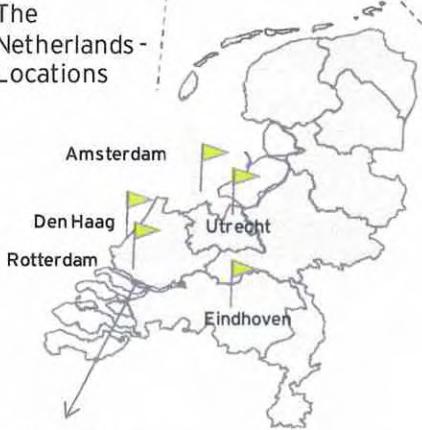 The
Netherlands -
Locations
Amsterdam
Den Haag
Utrecht
Rotterdam
Eindhoven